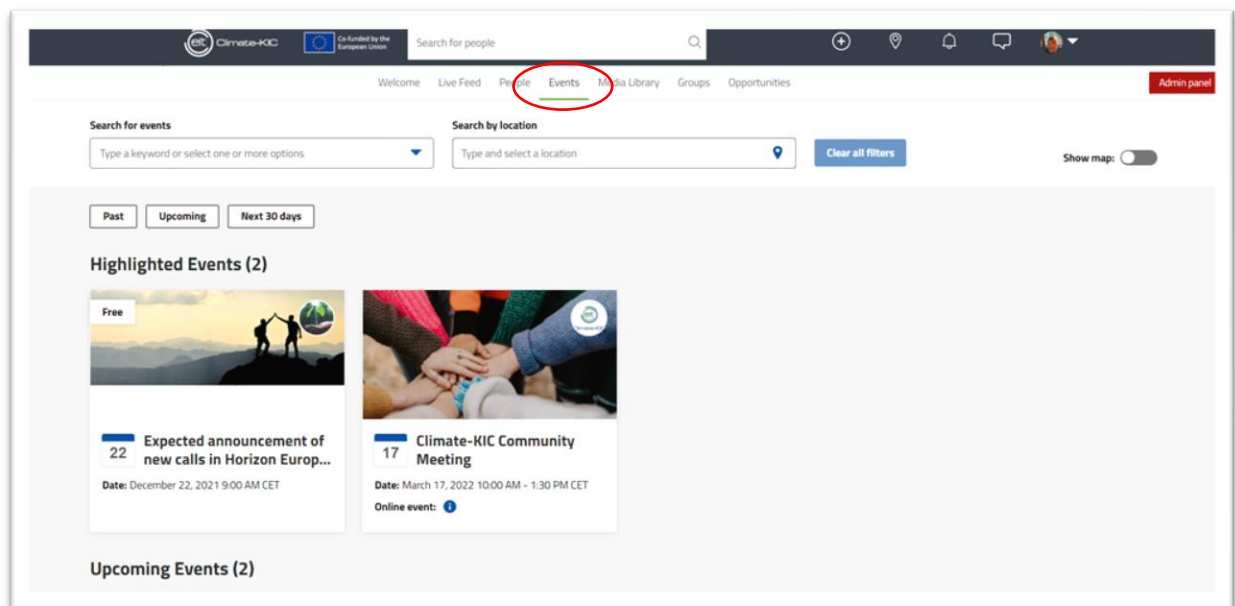 eit Climate-KIC
Co-funded by the
European Union
Search for people
Welcome Live Feed People Events Media Library Groups Opportunities
Admin panel
Search for events
Search by location
Type a keyword or select one or more options
Type and select a location
Clear all filters
Show map:
Past Upcoming Next 30 days
Highlighted Events (2)
Free
eit
Climate-KIC
22
Expected announcement of
new calls in Horizon Europ...
Date: December 22, 2021 9:00 AM CET
17
Climate-KIC Community
Meeting
Date: March 17, 2022 10:00 AM - 1:30 PM CET
Online event:
Upcoming Events (2)